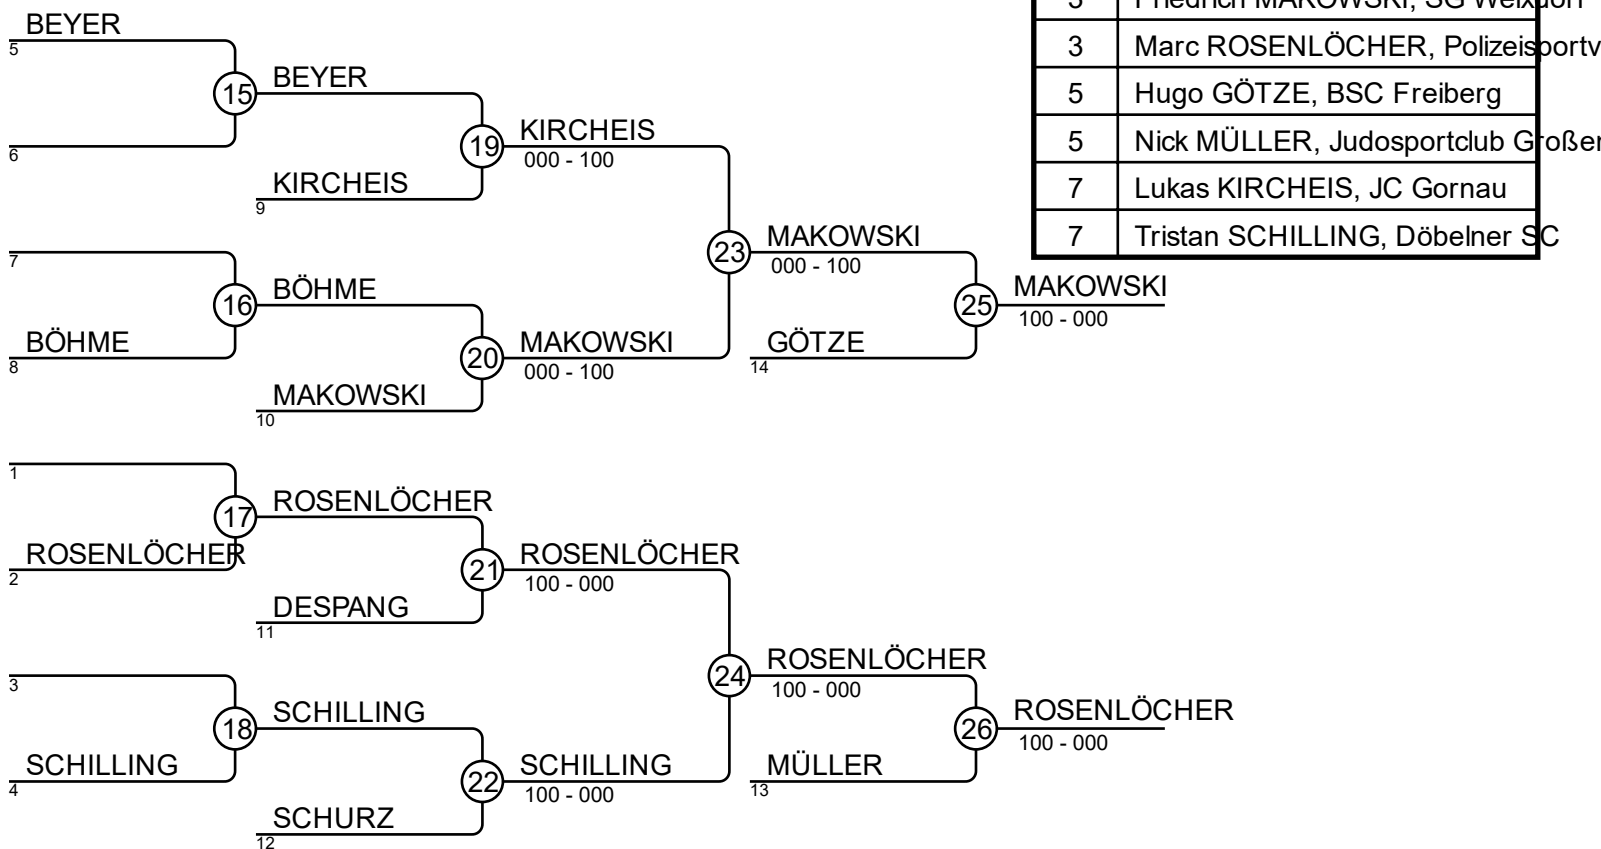 BEYER
5
15
BEYER
6
19
KIRCHEIS
000 - 100
KIRCHEIS
9
7
16
BÖHME
BÖHME
8
20
MAKOWSKI
000 - 100
MAKOWSKI
10
23
MAKOWSKI
000 - 100
GÖTZE
14
25
MAKOWSKI
100 - 000
1
17
ROSENLÖCHER
ROSENLÖCHER
2
21
ROSENLÖCHER
100 - 000
DESPANG
11
3
18
SCHILLING
SCHILLING
4
22
SCHILLING
100 - 000
SCHURZ
12
24
ROSENLÖCHER
100 - 000
MÜLLER
13
26
ROSENLÖCHER
100 - 000
3 Friedrich MAKOWSKI, SG Weixdorf
3 Marc ROSENLÖCHER, Polizeisportv
5 Hugo GÖTZE, BSC Freiberg
5 Nick MÜLLER, Judosportclub Großen
7 Lukas KIRCHEIS, JC Gornau
7 Tristan SCHILLING, Döbelner SC